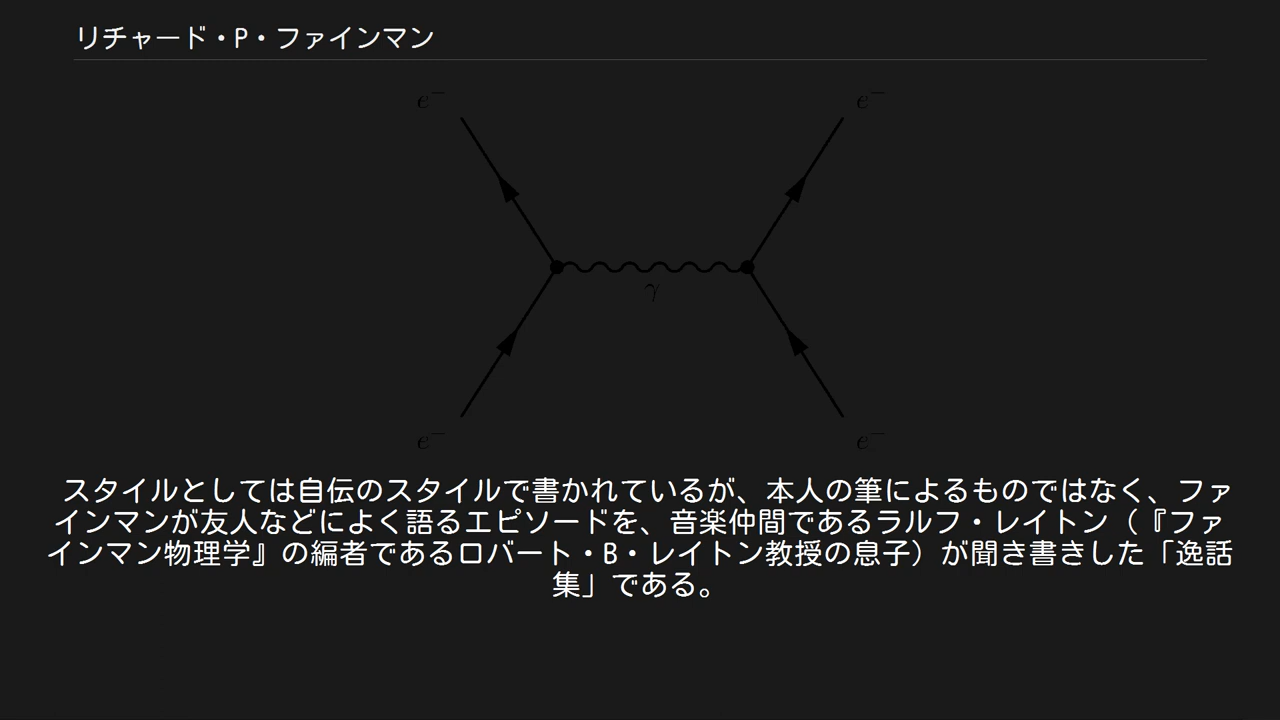 リチャード・P・ファインマン
e⁻ e⁻
γ
e⁻ e⁻
スタイルとしては自伝のスタイルで書かれているが、本人の筆によるものではなく、ファ
インマンが友人などによく語るエピソードを、音楽仲間であるラルフ・レイトン（『ファ
インマン物理学』の編者であるロバート・B・レイトン教授の息子）が聞き書きした「逸話
集」である。